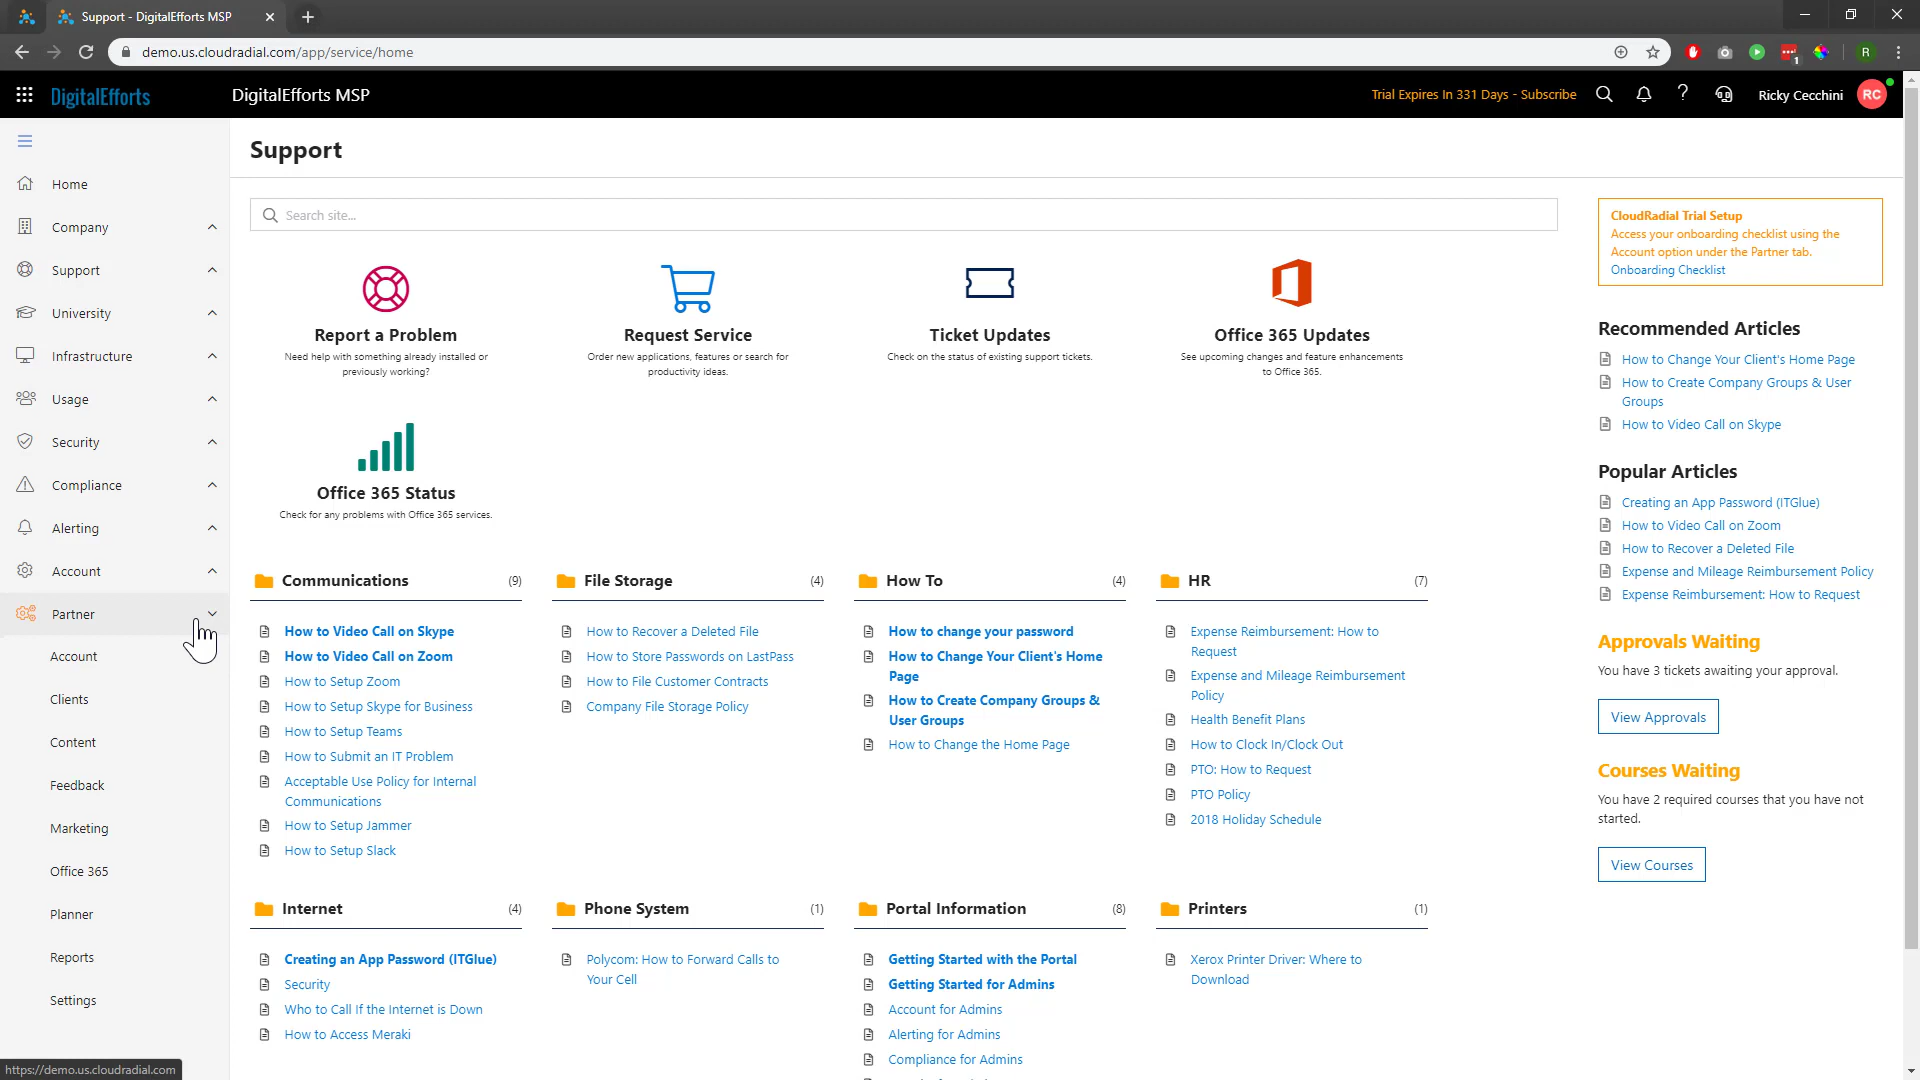 Support - DigitalEfforts MSP
demo.us.cloudradial.com/app/service/home
1
R
DigitalEfforts
DigitalEfforts MSP
Trial Expires In 331 Days - Subscribe
Ricky Cecchini
RC
Home
Company
Support
University
Infrastructure
Usage
Security
Compliance
Alerting
Account
Partner
Account
Clients
Content
Feedback
Marketing
Office 365
Planner
Reports
Settings
https://demo.us.cloudradial.com
Support
Search site...
Report a Problem
Need help with something already installed or
previously working?
Request Service
Order new applications, features or search for
productivity ideas.
Ticket Updates
Check on the status of existing support tickets.
Office 365 Updates
See upcoming changes and feature enhancements
to Office 365.
Office 365 Status
Check for any problems with Office 365 services.
Communications (9)
How to Video Call on Skype
How to Video Call on Zoom
How to Setup Zoom
How to Setup Skype for Business
How to Setup Teams
How to Submit an IT Problem
Acceptable Use Policy for Internal
Communications
How to Setup Jammer
How to Setup Slack
File Storage (4)
How to Recover a Deleted File
How to Store Passwords on LastPass
How to File Customer Contracts
Company File Storage Policy
How To (4)
How to change your password
How to Change Your Client's Home
Page
How to Create Company Groups &
User Groups
How to Change the Home Page
HR (7)
Expense Reimbursement: How to
Request
Expense and Mileage Reimbursement
Policy
Health Benefit Plans
How to Clock In/Clock Out
PTO: How to Request
PTO Policy
2018 Holiday Schedule
Internet (4)
Creating an App Password (ITGlue)
Security
Who to Call If the Internet is Down
How to Access Meraki
Phone System (1)
Polycom: How to Forward Calls to
Your Cell
Portal Information (8)
Getting Started with the Portal
Getting Started for Admins
Account for Admins
Alerting for Admins
Compliance for Admins
Printers (1)
Xerox Printer Driver: Where to
Download
CloudRadial Trial Setup
Access your onboarding checklist using the
Account option under the Partner tab.
Onboarding Checklist
Recommended Articles
How to Change Your Client's Home Page
How to Create Company Groups & User
Groups
How to Video Call on Skype
Popular Articles
Creating an App Password (ITGlue)
How to Video Call on Zoom
How to Recover a Deleted File
Expense and Mileage Reimbursement Policy
Expense Reimbursement: How to Request
Approvals Waiting
You have 3 tickets awaiting your approval.
View Approvals
Courses Waiting
You have 2 required courses that you have not
started.
View Courses